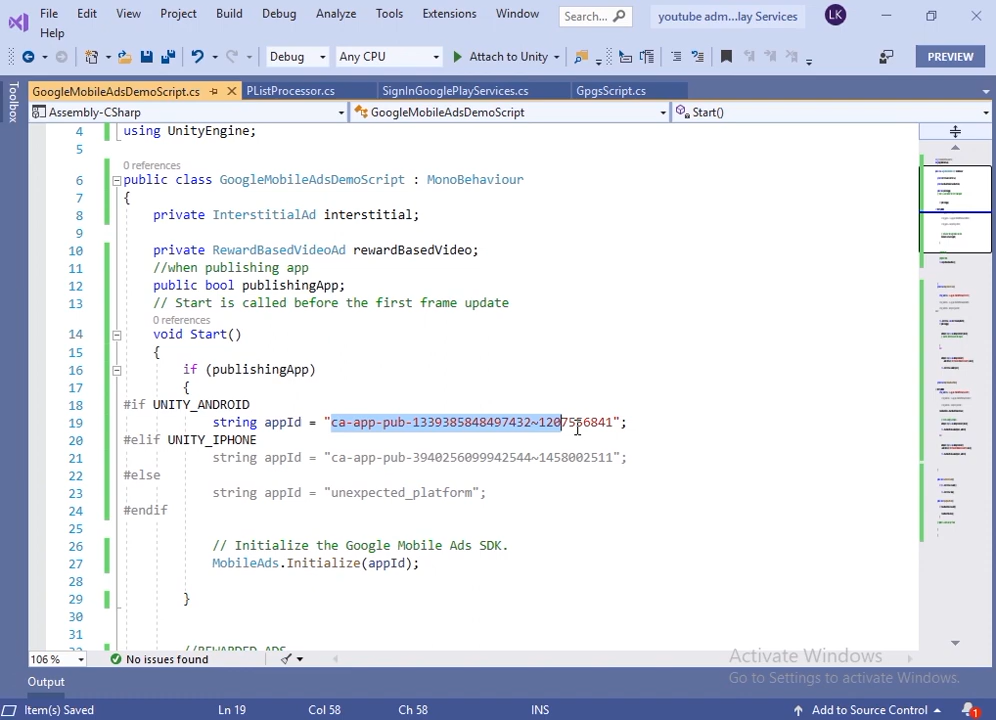 File Edit View Project Build Debug Analyze Tools Extensions Window Search... youtube adm...lay Services LK
Help
Debug Any CPU Attach to Unity PREVIEW
GoogleMobileAdsDemoScript.cs PListProcessor.cs SignInGooglePlayServices.cs GpgsScript.cs
Assembly-CSharp GoogleMobileAdsDemoScript Start()
Toolbox
4 using UnityEngine;
5
0 references
6 public class GoogleMobileAdsDemoScript : MonoBehaviour
7 {
8 private InterstitialAd interstitial;
9
10 private RewardBasedVideoAd rewardBasedVideo;
11 //when publishing app
12 public bool publishingApp;
13 // Start is called before the first frame update
0 references
14 void Start()
15 {
16 if (publishingApp)
17 {
18 #if UNITY_ANDROID
19 string appId = "ca-app-pub-1339385848497432~1207556841";
20 #elif UNITY_IPHONE
21 string appId = "ca-app-pub-3940256099942544~1458002511";
22 #else
23 string appId = "unexpected_platform";
24 #endif
25
26 // Initialize the Google Mobile Ads SDK.
27 MobileAds.Initialize(appId);
28
29 }
30
31
//REWARDED ADS
106 % No issues found
Activate Windows
Go to Settings to activate Windows.
Output
Item(s) Saved Ln 19 Col 58 Ch 58 INS Add to Source Control 1